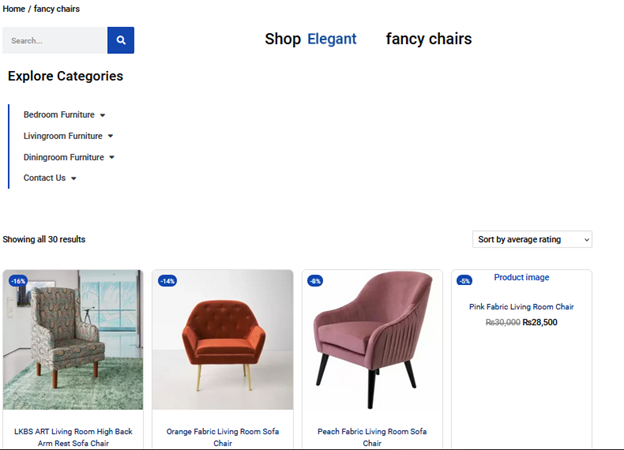 Home / fancy chairs
Search...
Shop Elegant fancy chairs
Explore Categories
Bedroom Furniture
Livingroom Furniture
Diningroom Furniture
Contact Us
Showing all 30 results
Sort by average rating
-16%
-14%
-8%
-5%
Product image
Pink Fabric Living Room Chair
₨30,000 ₨28,500
LKBS ART Living Room High Back
Arm Rest Sofa Chair
Orange Fabric Living Room Sofa
Chair
Peach Fabric Living Room Sofa
Chair